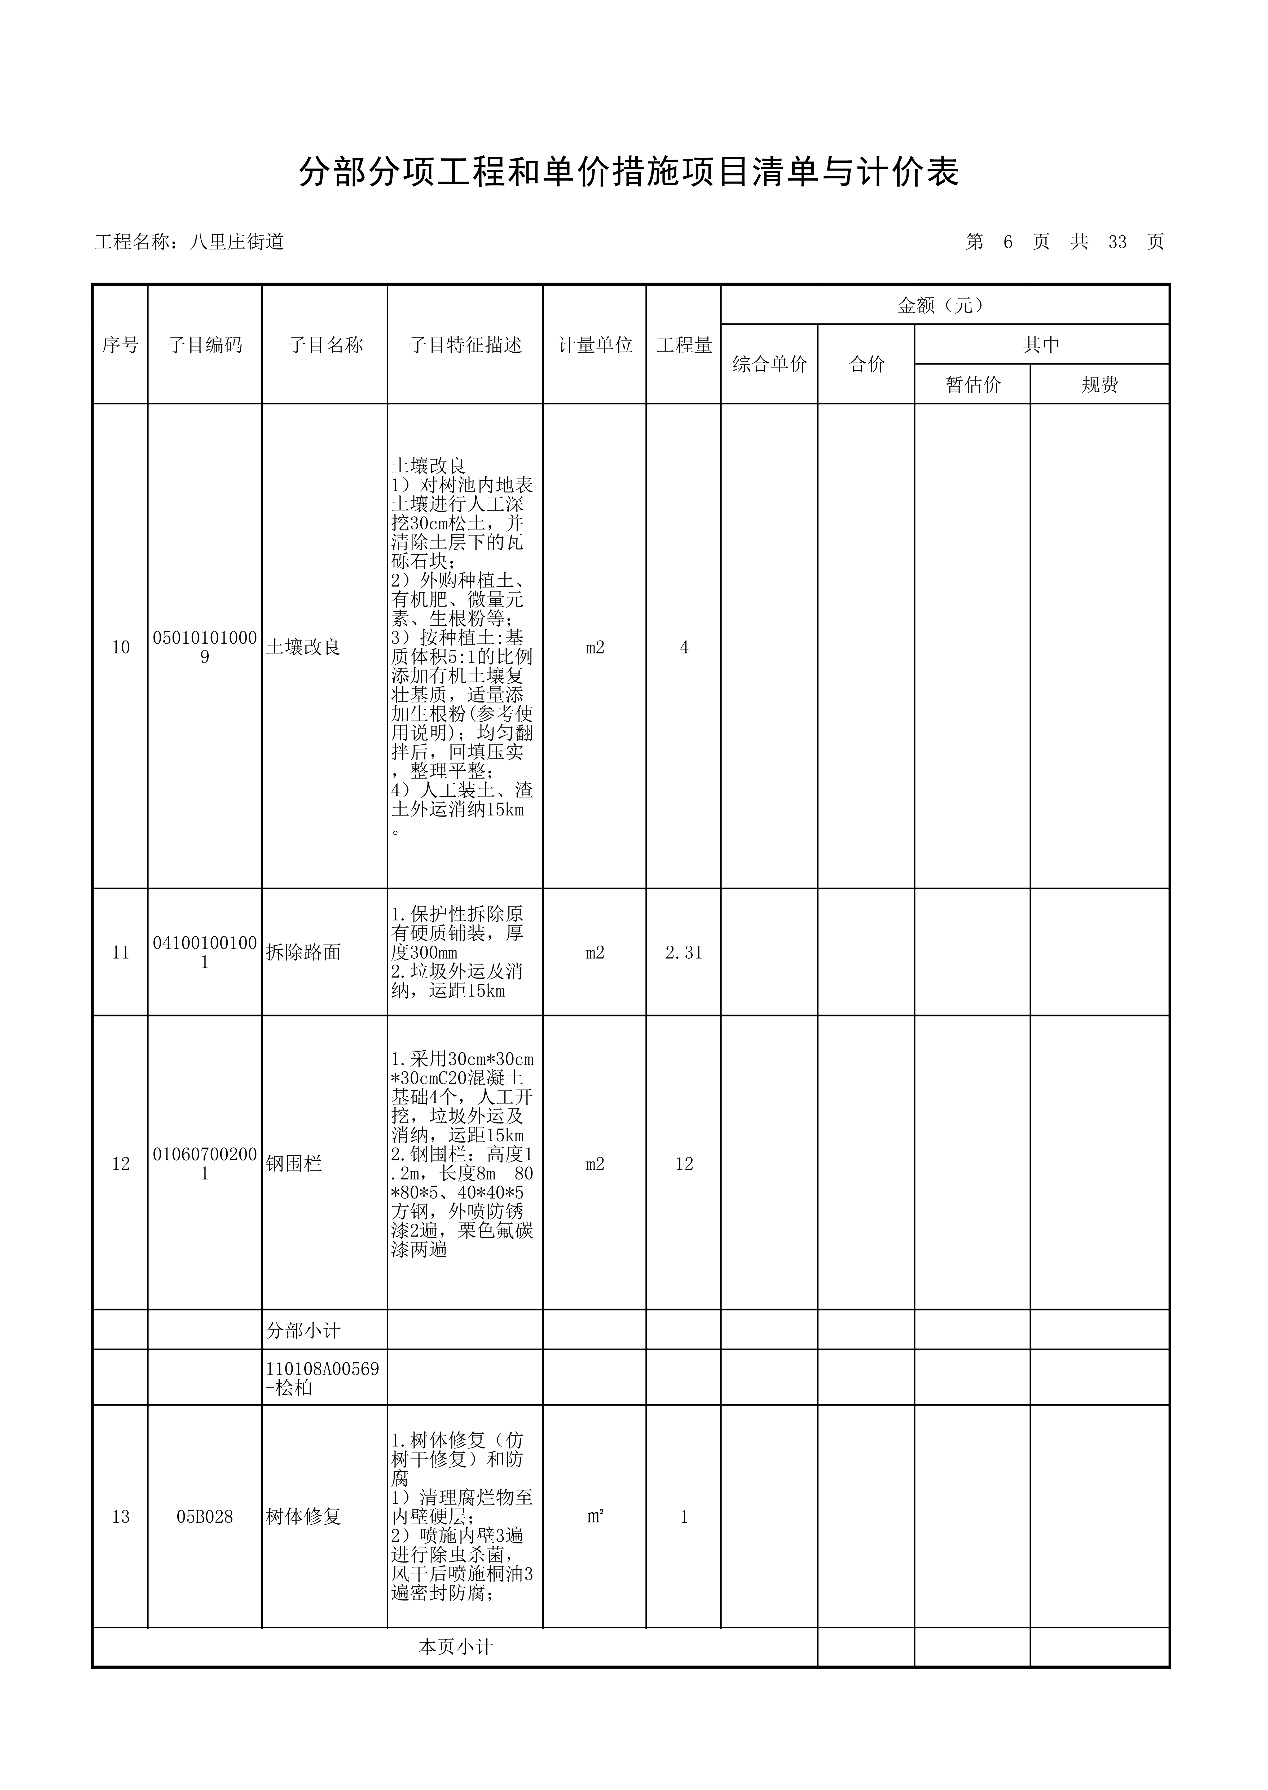 分部分项工程和单价措施项目清单与计价表
工程名称：八里庄街道
第 6 页 共 33 页
金额（元）
序号 子目编码 子目名称 子目特征描述 计量单位 工程量
综合单价 合价 其中
暂估价 规费
土壤改良
1）对树池内地表
土壤进行人工深
挖30cm松土，并
清除土层下的瓦
砾石块；
2）外购种植土、
有机肥、微量元
素、生根粉等；
3）按种植土:基
质体积5:1的比例
添加有机土壤复
壮基质，适量添
加生根粉(参考使
用说明)；均匀翻
拌后，回填压实
，整理平整；
4）人工装土、渣
土外运消纳15km
。
10
05010101000
9
土壤改良
m2
4
1.保护性拆除原
有硬质铺装，厚
度300mm
2.垃圾外运及消
纳，运距15km
11
04100100100
1
拆除路面
m2
2.31
1.采用30cm*30cm
*30cmC20混凝土
基础4个，人工开
挖，垃圾外运及
消纳，运距15km
2.钢围栏：高度1
.2m，长度8m 80
*80*5、40*40*5
方钢，外喷防锈
漆2遍，栗色氟碳
漆两遍
12
01060700200
1
钢围栏
m2
12
分部小计
110108A00569
-桧柏
1.树体修复（仿
树干修复）和防
腐
1）清理腐烂物至
内壁硬层；
2）喷施内壁3遍
进行除虫杀菌，
风干后喷施桐油3
遍密封防腐；
13
05B028
树体修复
m²
1
本页小计